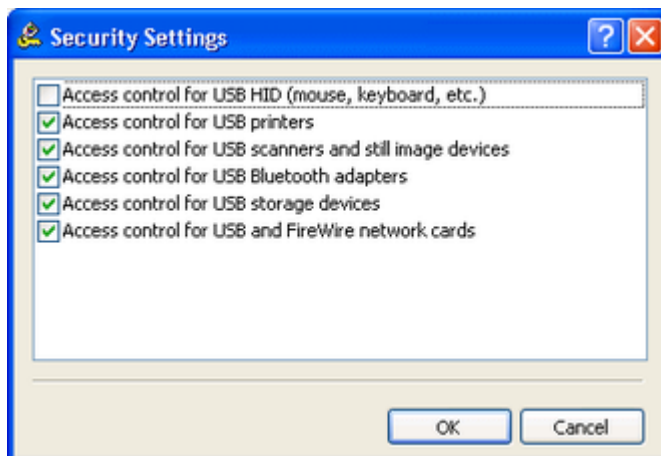 Security Settings
Access control for USB HID (mouse, keyboard, etc.)
Access control for USB printers
Access control for USB scanners and still image devices
Access control for USB Bluetooth adapters
Access control for USB storage devices
Access control for USB and FireWire network cards
OK Cancel